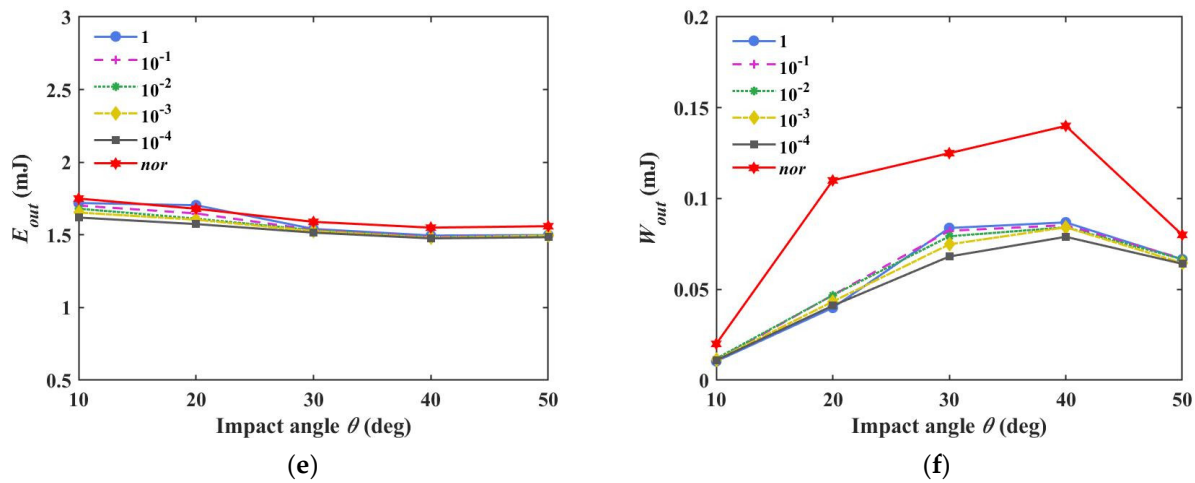 3
2.5
2
1.5
1
0.5
E_out (mJ)
1
10^-1
10^-2
10^-3
10^-4
nor
10 20 30 40 50
Impact angle θ (deg)
(e)
0.2
0.15
0.1
0.05
0
W_out (mJ)
1
10^-1
10^-2
10^-3
10^-4
nor
10 20 30 40 50
Impact angle θ (deg)
(f)